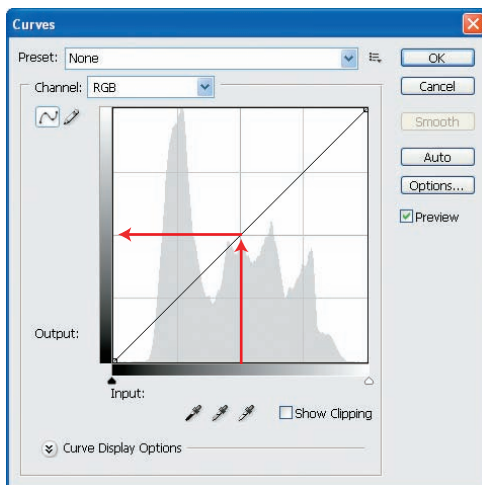 Curves
Preset: None
OK
Channel: RGB
Cancel
Smooth
Auto
Options...
Preview
Output:
Input:
Show Clipping
Curve Display Options